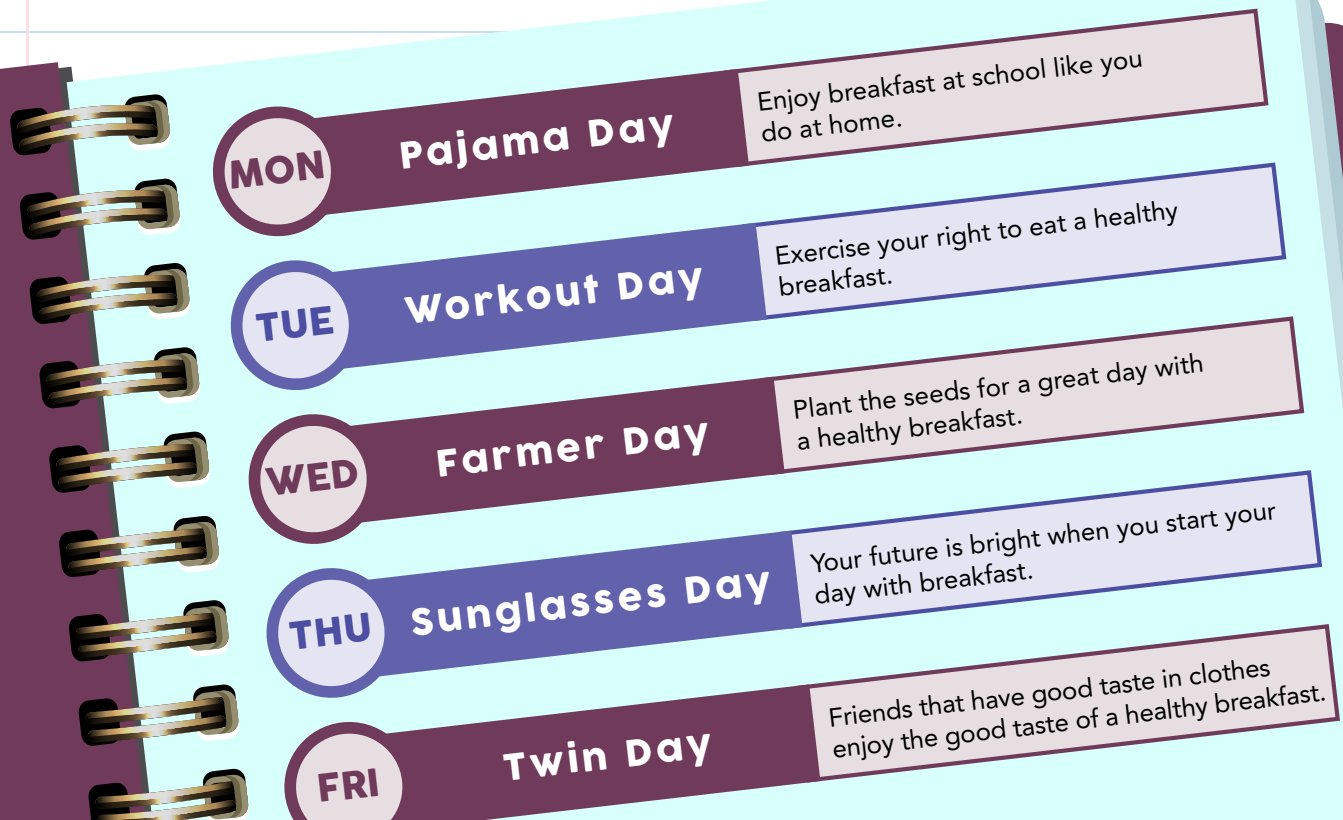 MON
Pajama Day
Enjoy breakfast at school like you
do at home.
TUE
Workout Day
Exercise your right to eat a healthy
breakfast.
WED
Farmer Day
Plant the seeds for a great day with
a healthy breakfast.
THU
Sunglasses Day
Your future is bright when you start your
day with breakfast.
FRI
Twin Day
Friends that have good taste in clothes
enjoy the good taste of a healthy breakfast.